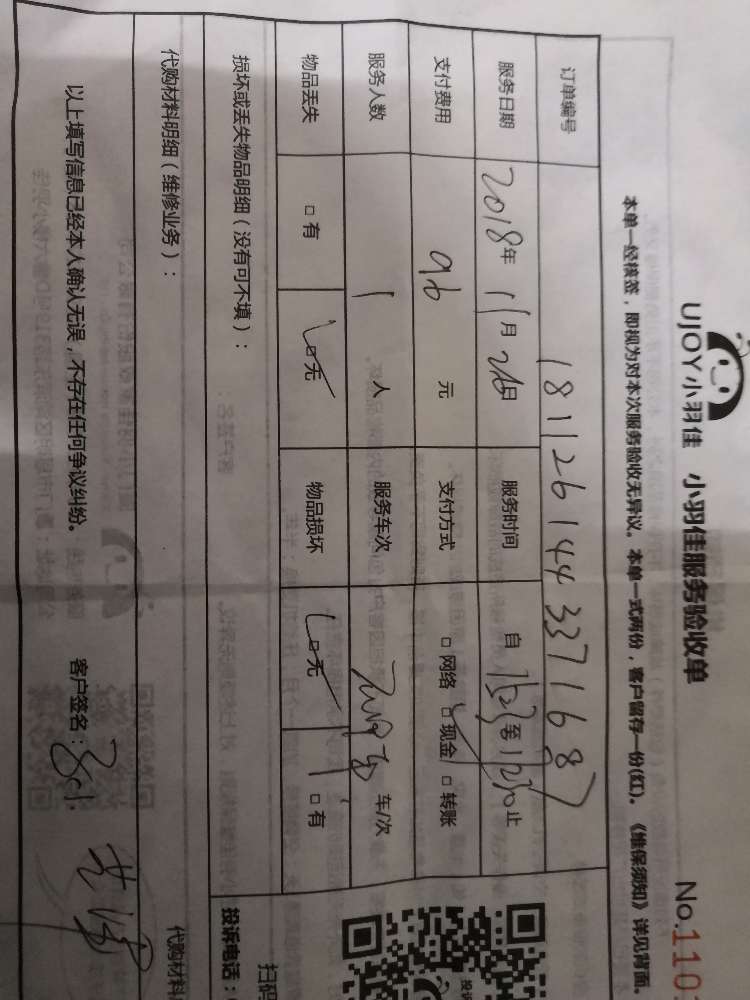 UJOY小羽佳 小羽佳服务验收单 No.110
本单一经核签，即视为对本次服务验收无异议。本单一式两份，客户留存一份(红)。《维保须知》详见背面。
订单编号 181126144337168
服务日期 2018年11月26日 服务时间 自 至 止
支付费用 96 元 支付方式 □网络 □现金 □转账
服务人数 1 人 服务车次 车/次
物品丢失 □有 □无 物品损坏 □无 □有
损坏或丢失物品明细（没有可不填）：
投诉电话：
扫码
代购材料明细（维修业务）： 代购材料
以上填写信息已经本人确认无误，不存在任何争议纠纷。 客户签名：